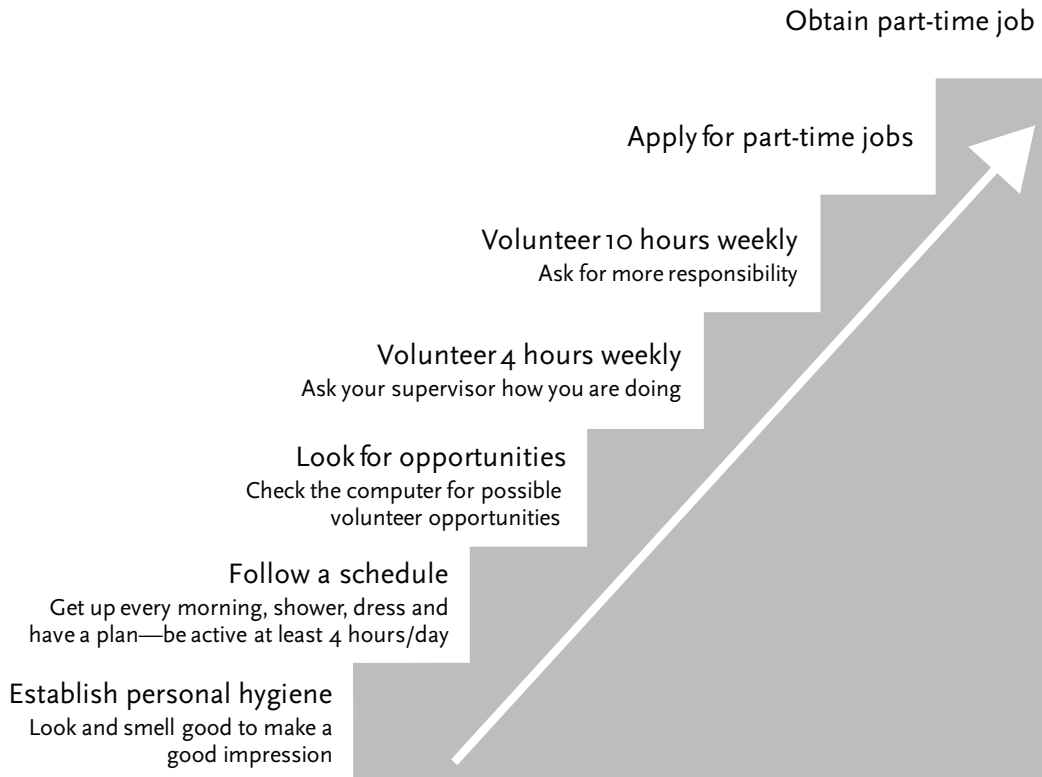 Obtain part-time job
Apply for part-time jobs
Volunteer 10 hours weekly
Ask for more responsibility
Volunteer 4 hours weekly
Ask your supervisor how you are doing
Look for opportunities
Check the computer for possible
volunteer opportunities
Follow a schedule
Get up every morning, shower, dress and
have a plan—be active at least 4 hours/day
Establish personal hygiene
Look and smell good to make a
good impression